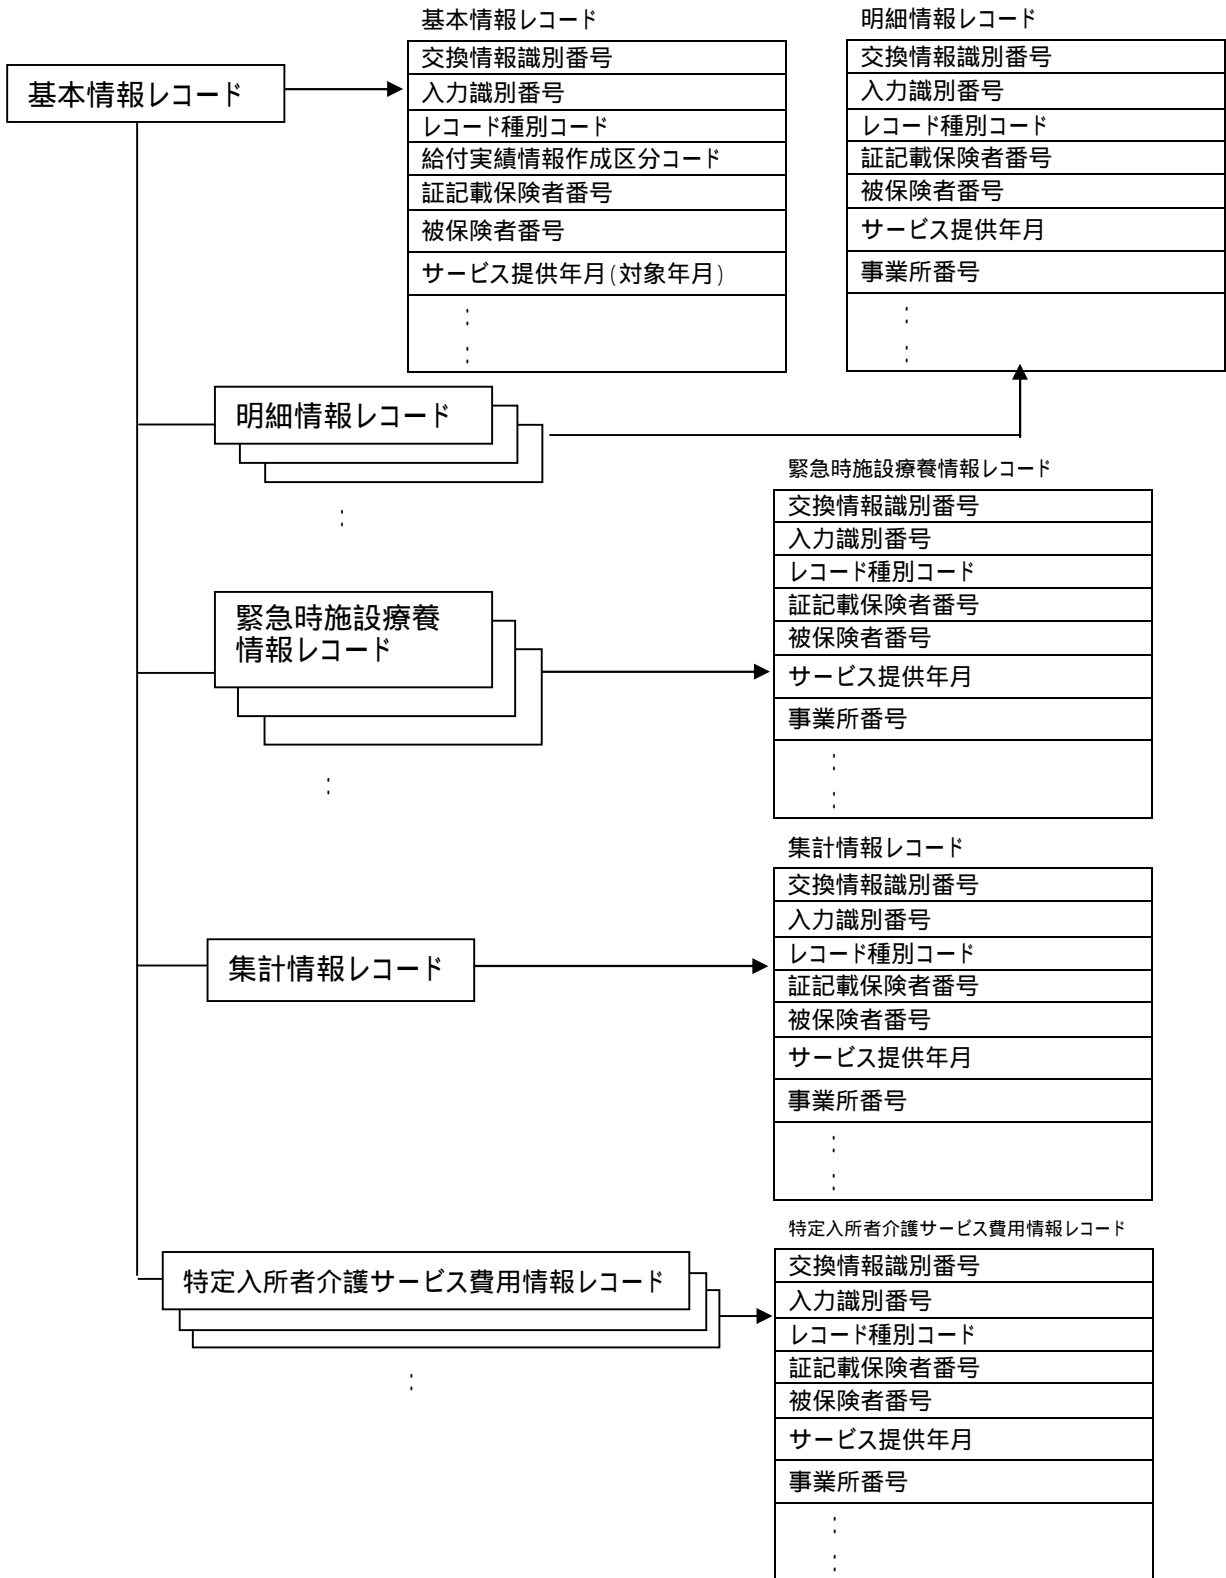 基本情報レコード
基本情報レコード
交換情報識別番号
入力識別番号
レコード種別コード
給付実績情報作成区分コード
証記載保険者番号
被保険者番号
サービス提供年月(対象年月)
:
:
明細情報レコード
交換情報識別番号
入力識別番号
レコード種別コード
証記載保険者番号
被保険者番号
サービス提供年月
事業所番号
:
:
明細情報レコード
:
緊急時施設療養情報レコード
交換情報識別番号
入力識別番号
レコード種別コード
証記載保険者番号
被保険者番号
サービス提供年月
事業所番号
:
:
緊急時施設療養
情報レコード
:
集計情報レコード
交換情報識別番号
入力識別番号
レコード種別コード
証記載保険者番号
被保険者番号
サービス提供年月
事業所番号
:
:
集計情報レコード
特定入所者介護サービス費用情報レコード
交換情報識別番号
入力識別番号
レコード種別コード
証記載保険者番号
被保険者番号
サービス提供年月
事業所番号
:
:
特定入所者介護サービス費用情報レコード
: